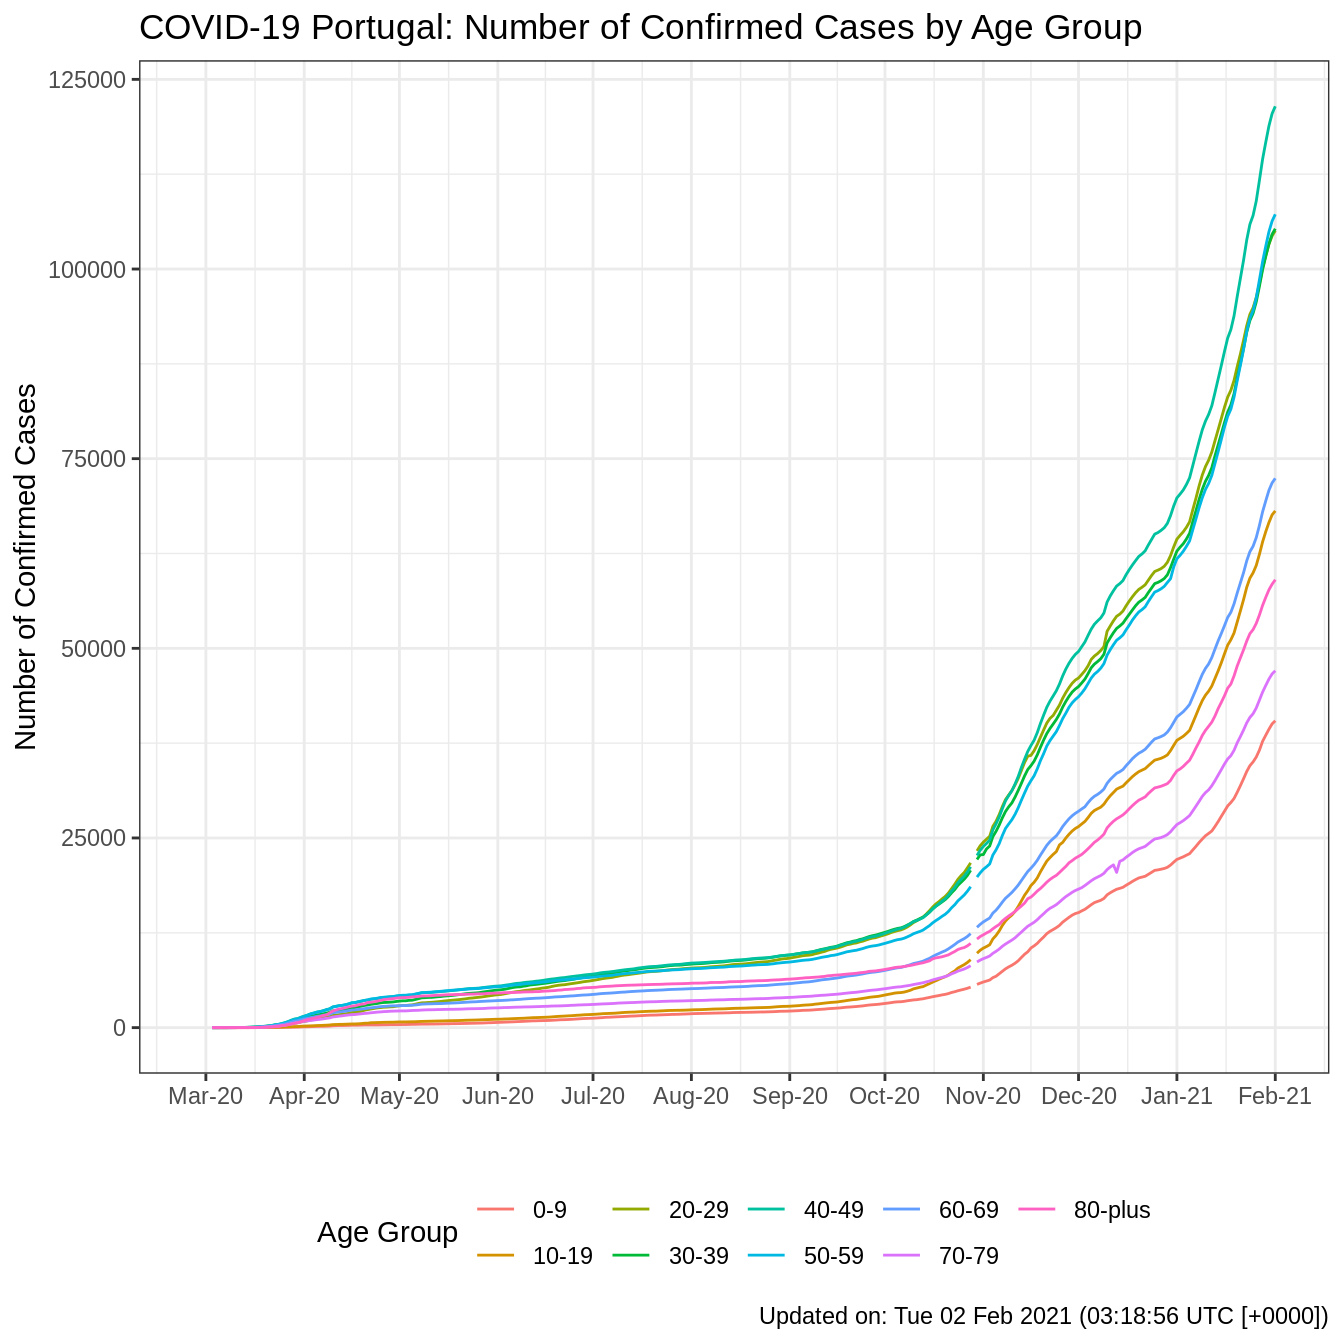 COVID-19 Portugal: Number of Confirmed Cases by Age Group
Number of Confirmed Cases
125000
100000
75000
50000
25000
0
Mar-20 Apr-20 May-20 Jun-20 Jul-20 Aug-20 Sep-20 Oct-20 Nov-20 Dec-20 Jan-21 Feb-21
Age Group
0-9 20-29 40-49 60-69 80-plus
10-19 30-39 50-59 70-79
Updated on: Tue 02 Feb 2021 (03:18:56 UTC [+0000])